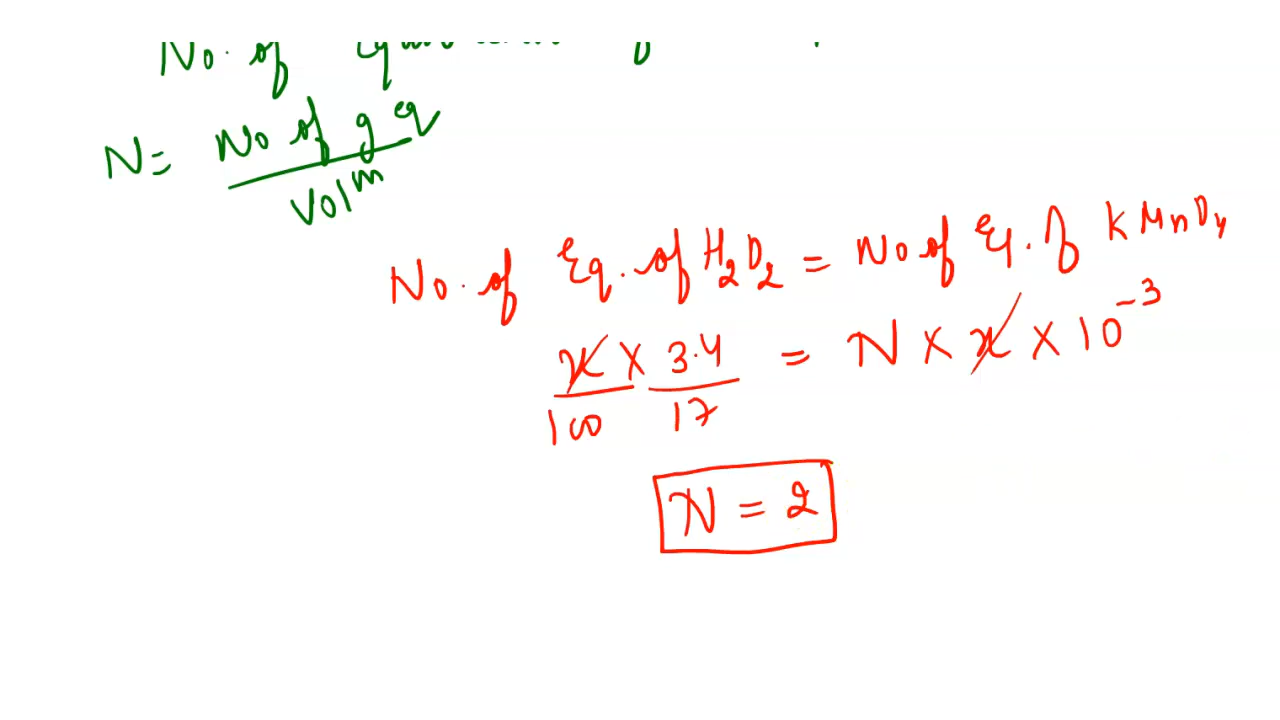 No. of
N = No of g eq / Vol^m
No. of Eq. of H2O2 = No of Eq. of KMnO4
x/100 × 3.4/17 = N × x × 10^-3
N = 2